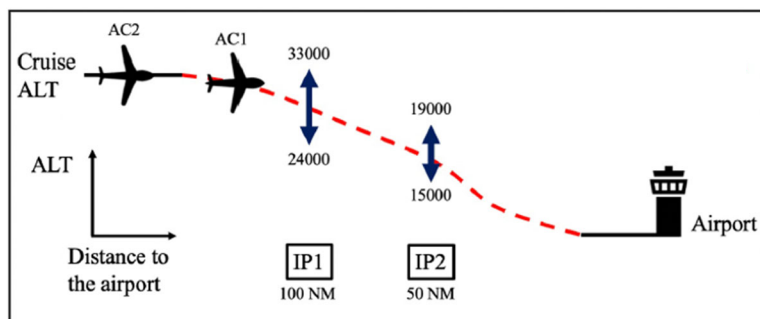 AC2
AC1
Cruise
ALT
33000
24000
19000
15000
ALT
Distance to
the airport
IP1
100 NM
IP2
50 NM
Airport